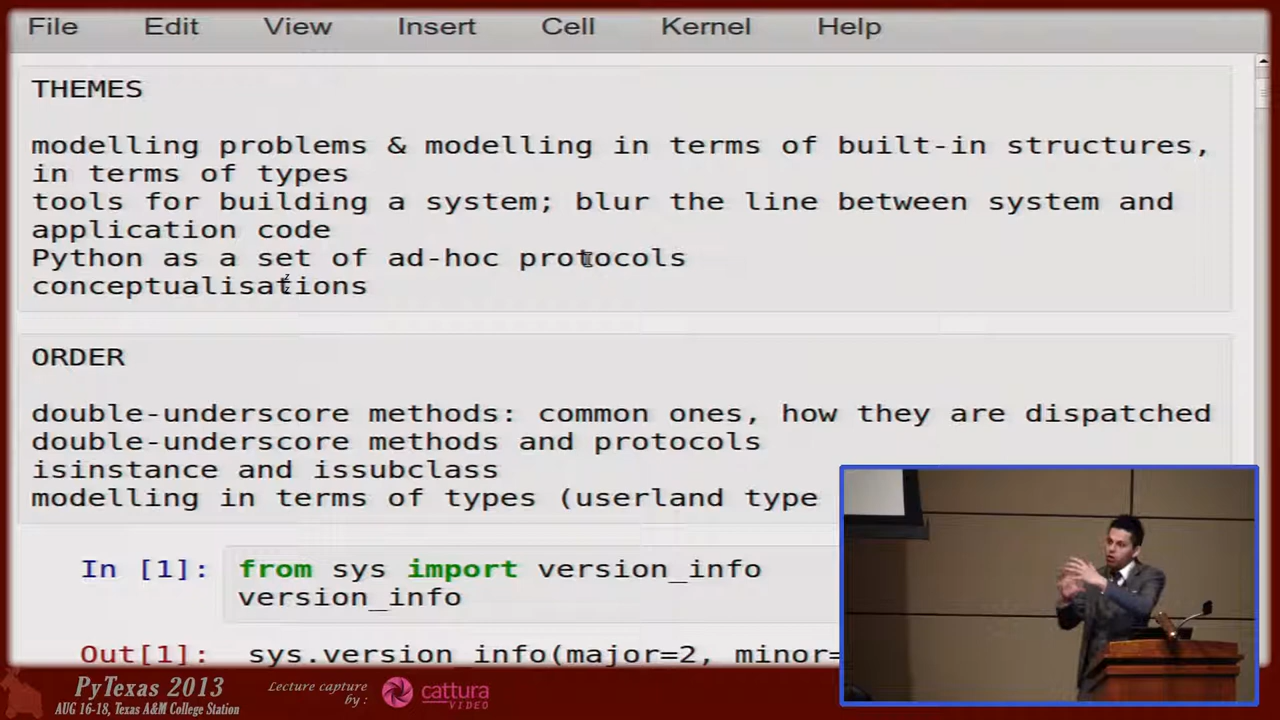 File Edit View Insert Cell Kernel Help
THEMES
modelling problems & modelling in terms of built-in structures,
in terms of types
tools for building a system; blur the line between system and
application code
Python as a set of ad-hoc protocols
conceptualisations
ORDER
double-underscore methods: common ones, how they are dispatched
double-underscore methods and protocols
isinstance and issubclass
modelling in terms of types (userland type
In [1]: from sys import version_info
version_info
Out[1]: sys.version_info(major=2, minor=
PyTexas 2013
AUG 16-18, Texas A&M College Station
Lecture capture
by :
cattura
VIDEO